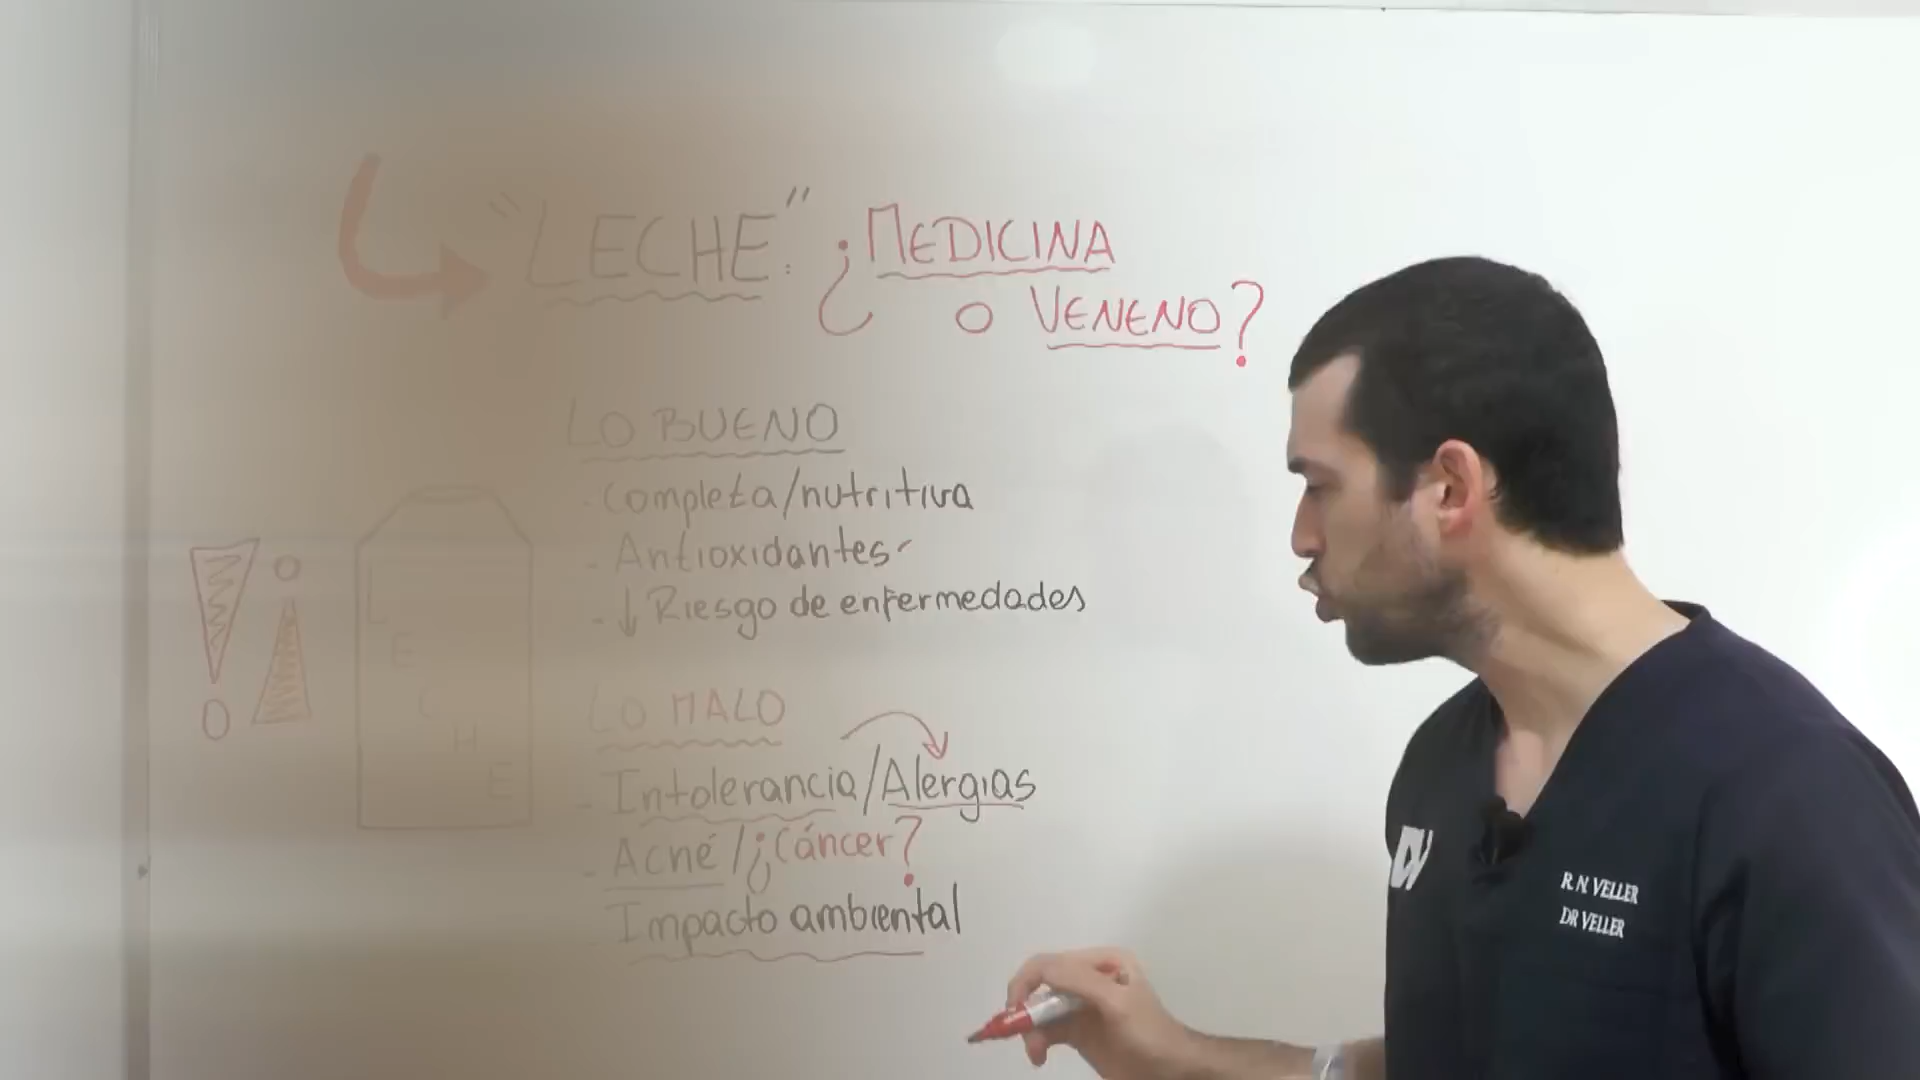 "LECHE": ¿MEDICINA
o VENENO?
LO BUENO
- Completa/nutritiva
- Antioxidantes
- ↓ Riesgo de enfermedades
LO MALO
- Intolerancia/Alergias
- Acné/¿Cáncer?
- Impacto ambiental
L
E
C
H
E
DV
R. N. VELLER
DR VELLER